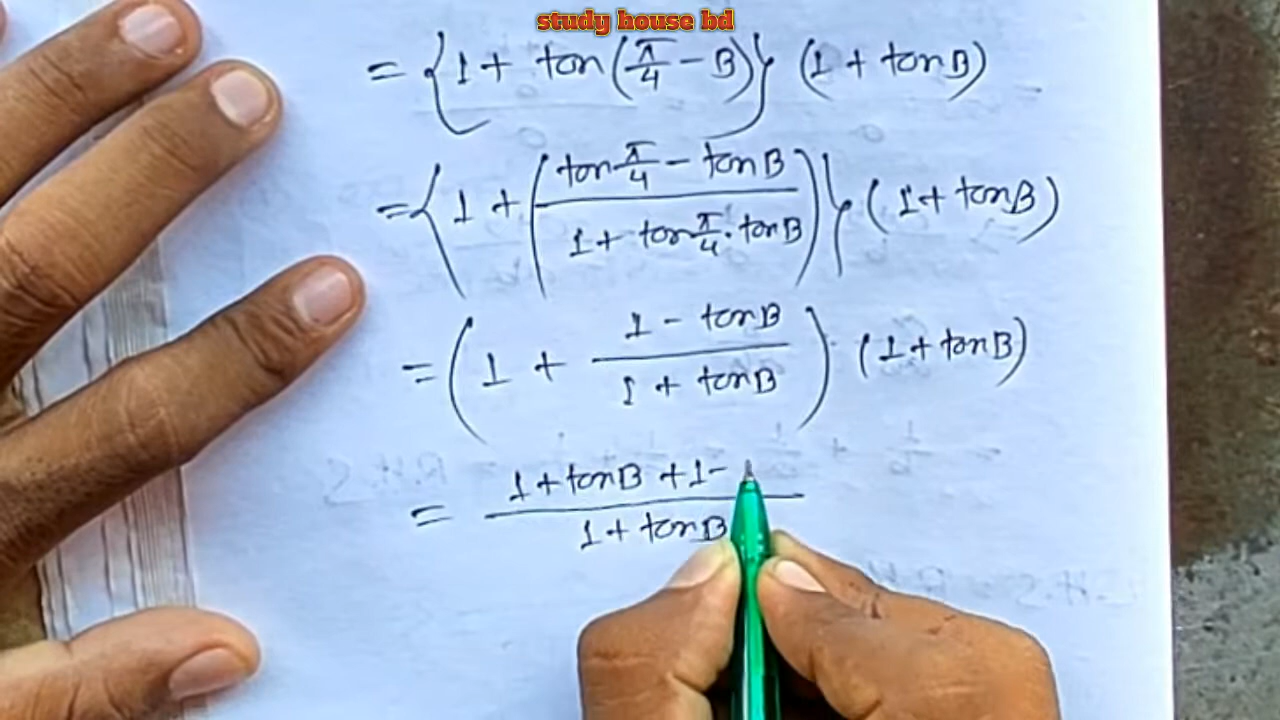 study house bd
= {1 + tan(π/4 - B)} (1 + tanB)
= {1 + (tan π/4 - tanB / 1 + tan π/4 . tanB)} (1 + tanB)
= (1 + 1 - tanB / 1 + tanB) . (1 + tanB)
= 1 + tanB + 1 - / 1 + tanB